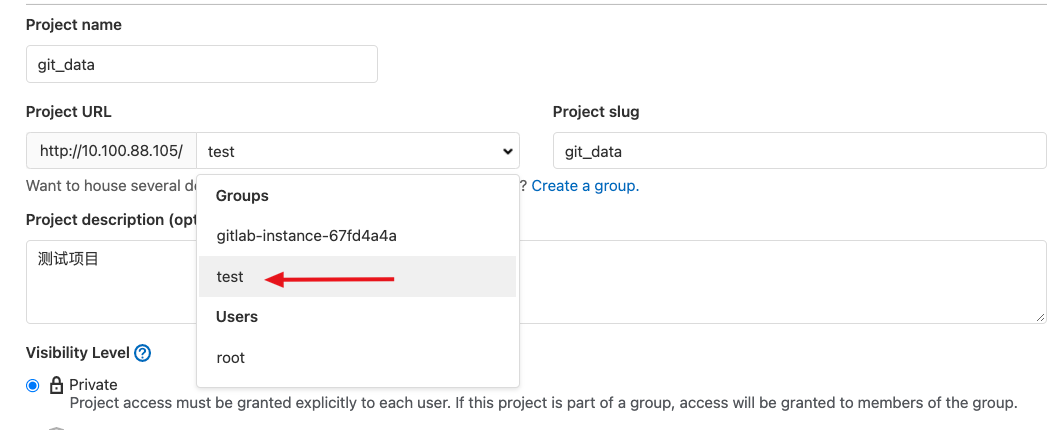 Project name
git_data
Project URL
Project slug
http://10.100.88.105/ test
git_data
Want to house several d ? Create a group.
Groups
Project description (opt
gitlab-instance-67fd4a4a
测试项目
test
Users
Visibility Level
root
Private
Project access must be granted explicitly to each user. If this project is part of a group, access will be granted to members of the group.